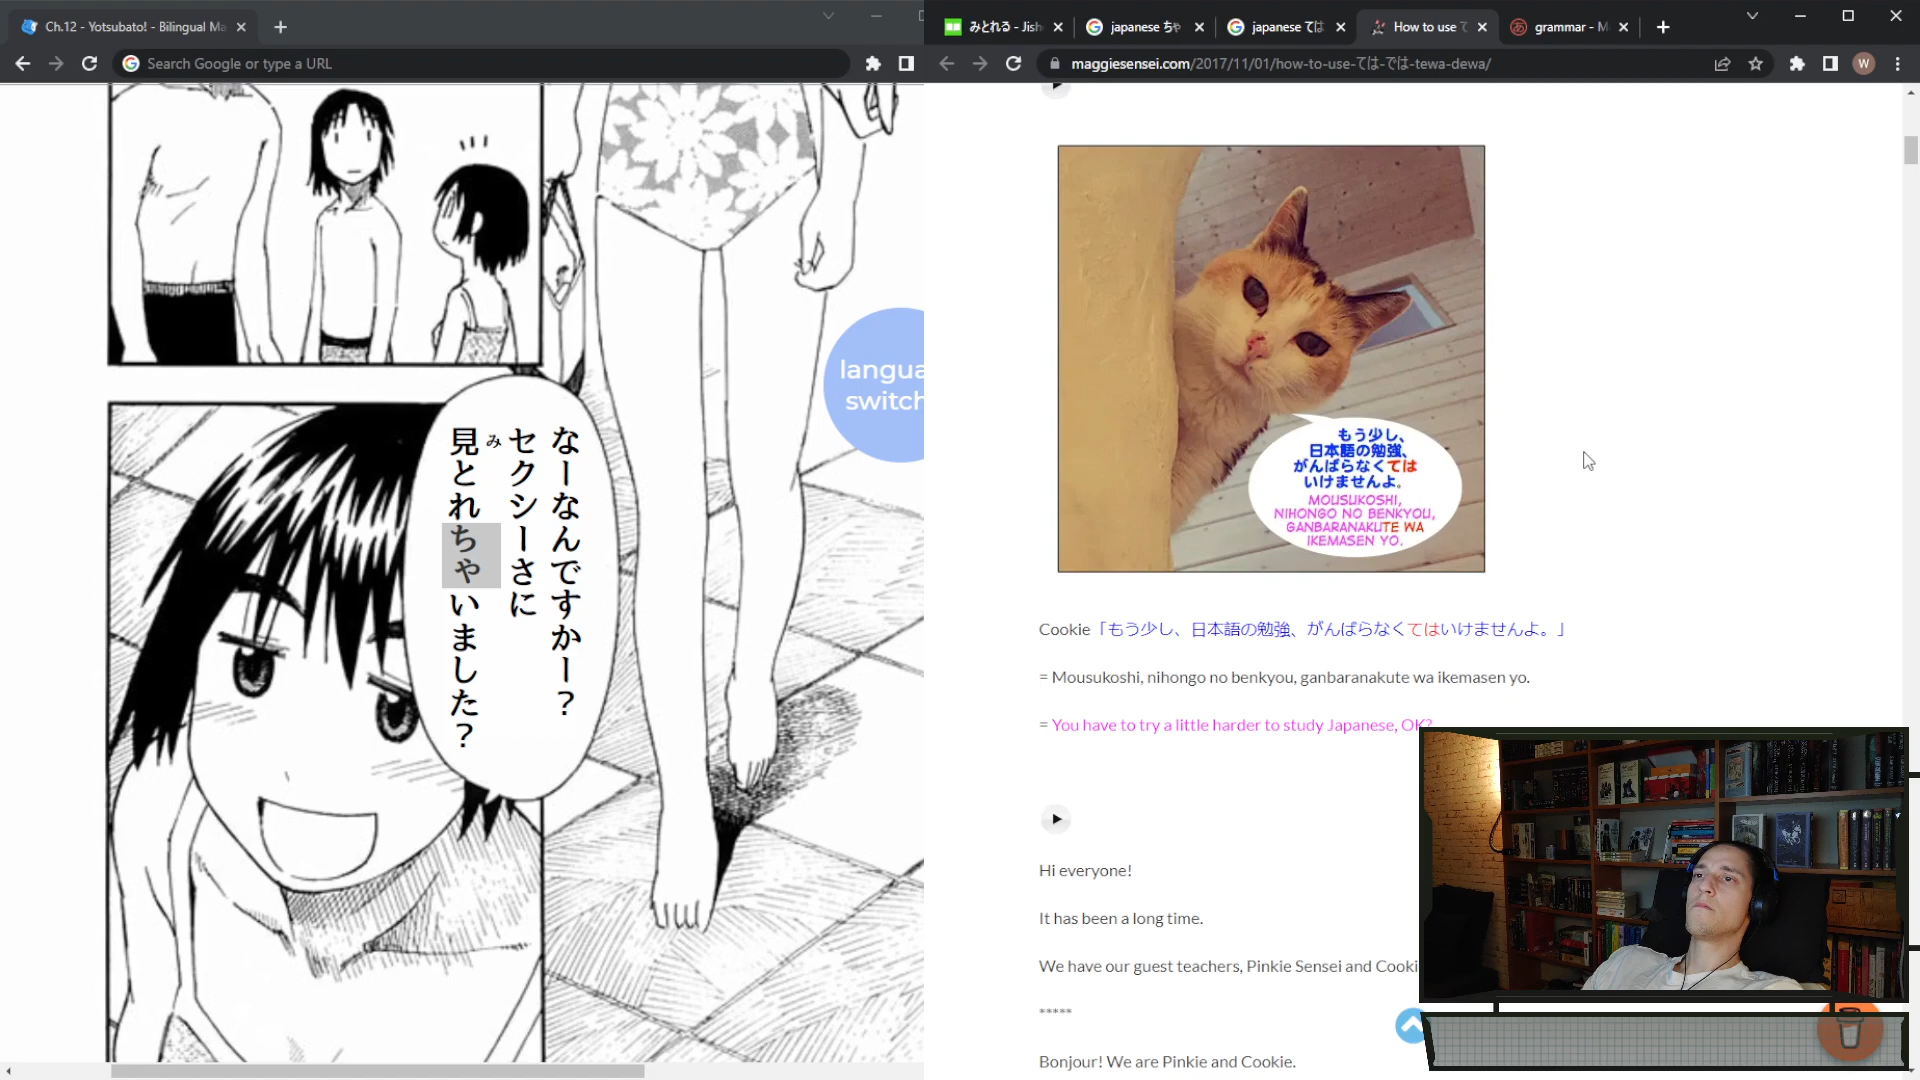 Ch.12 - Yotsubato! - Bilingual Ma
みとれる - Jish
japanese ちゃ
japanese ては
How to use て
grammar - M
Search Google or type a URL
maggiesensei.com/2017/11/01/how-to-use-ては-では-tewa-dewa/
W
langua
switch
なーなんですかー?
セクシーさに
見とれちゃいました?
み
もう少し、
日本語の勉強、
がんばらなくては
いけませんよ。
MOUSUKOSHI,
NIHONGO NO BENKYOU,
GANBARANAKUTE WA
IKEMASEN YO.
Cookie「もう少し、日本語の勉強、がんばらなくてはいけませんよ。」
= Mousukoshi, nihongo no benkyou, ganbaranakute wa ikemasen yo.
= You have to try a little harder to study Japanese, OK?
Hi everyone!
It has been a long time.
We have our guest teachers, Pinkie Sensei and Cooki
*****
Bonjour! We are Pinkie and Cookie.